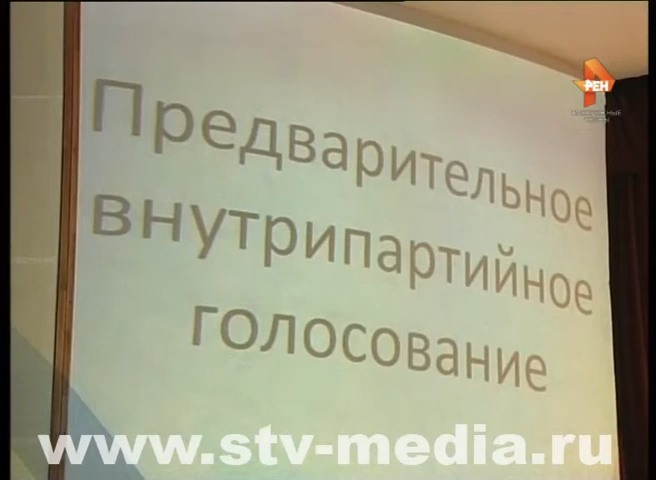 РЕН
Предварительное
внутрипартийное
голосование
www.stv-media.ru